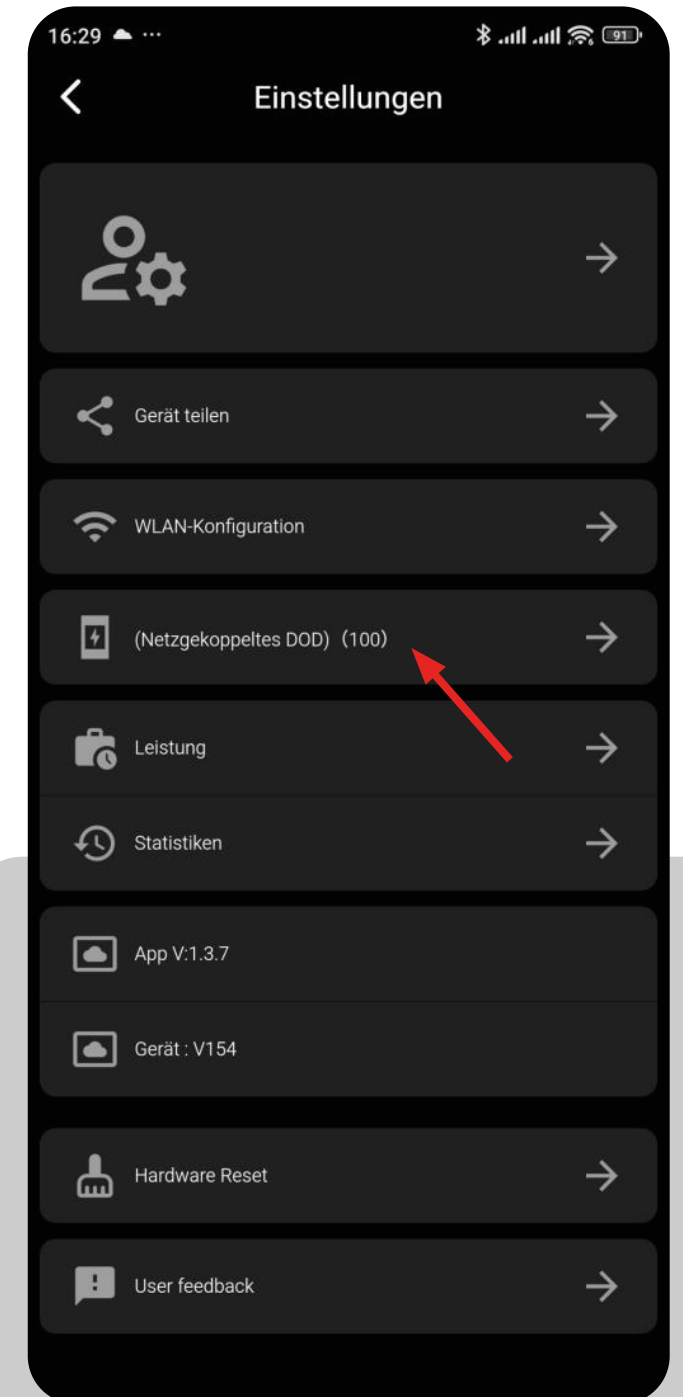 16:29 ... 91
Einstellungen
Gerät teilen
WLAN-Konfiguration
(Netzgekoppeltes DOD)（100）
Leistung
Statistiken
App V:1.3.7
Gerät : V154
Hardware Reset
User feedback